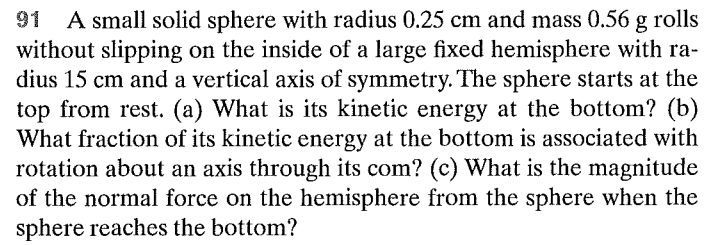 91 A small solid sphere with radius 0.25 cm and mass 0.56 g rolls
without slipping on the inside of a large fixed hemisphere with ra-
dius 15 cm and a vertical axis of symmetry. The sphere starts at the
top from rest. (a) What is its kinetic energy at the bottom? (b)
What fraction of its kinetic energy at the bottom is associated with
rotation about an axis through its com? (c) What is the magnitude
of the normal force on the hemisphere from the sphere when the
sphere reaches the bottom?